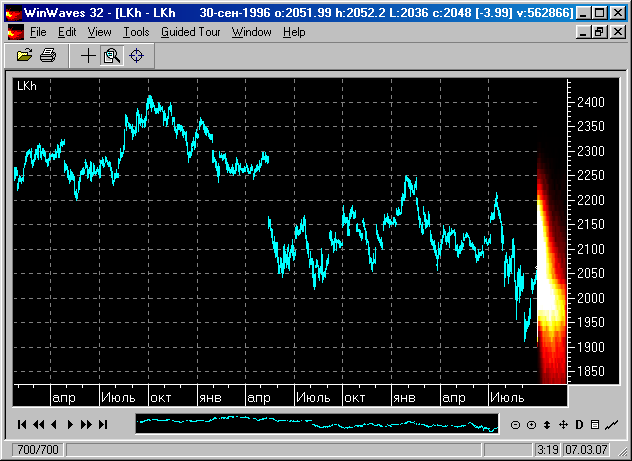 WinWaves 32 - [LKh - LKh 30-сен-1996 o:2051.99 h:2052.2 L:2036 c:2048 [-3.99] v:562866]
File Edit View Tools Guided Tour Window Help
LKh
2400
2350
2300
2250
2200
2150
2100
2050
2000
1950
1900
1850
апр Июль окт янв апр Июль окт янв апр Июль
D
700/700 3:19 07.03.07